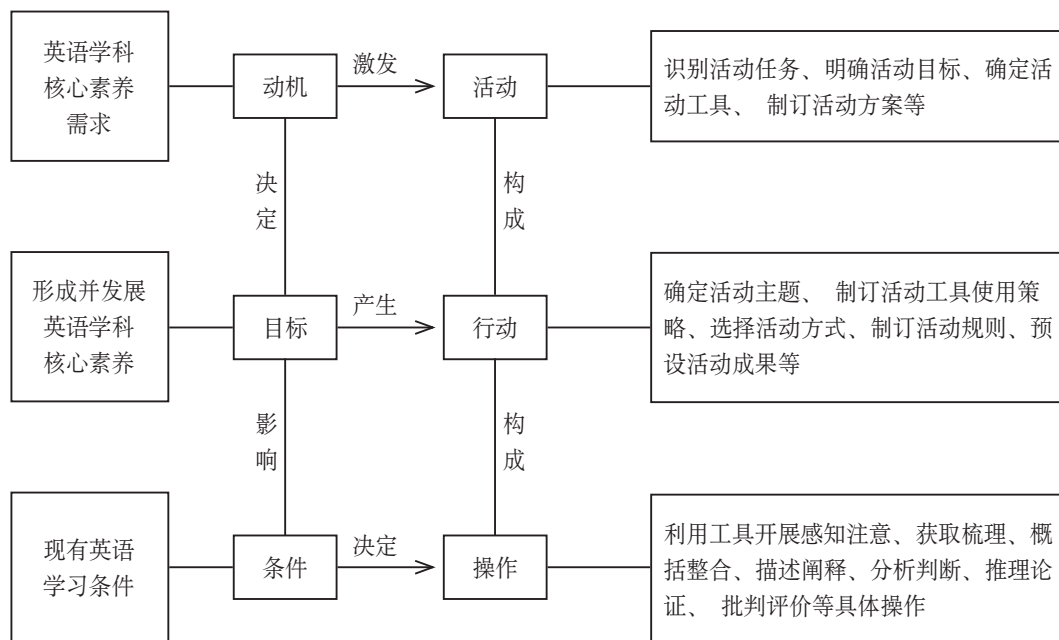 英语学科
核心素养
需求
动机
激发
活动
识别活动任务、明确活动目标、确定活
动工具、 制订活动方案等
决
定
构
成
形成并发展
英语学科
核心素养
目标
产生
行动
确定活动主题、 制订活动工具使用策
略、选择活动方式、制订活动规则、预
设活动成果等
影
响
构
成
现有英语
学习条件
条件
决定
操作
利用工具开展感知注意、获取梳理、概
括整合、描述阐释、分析判断、推理论
证、 批判评价等具体操作